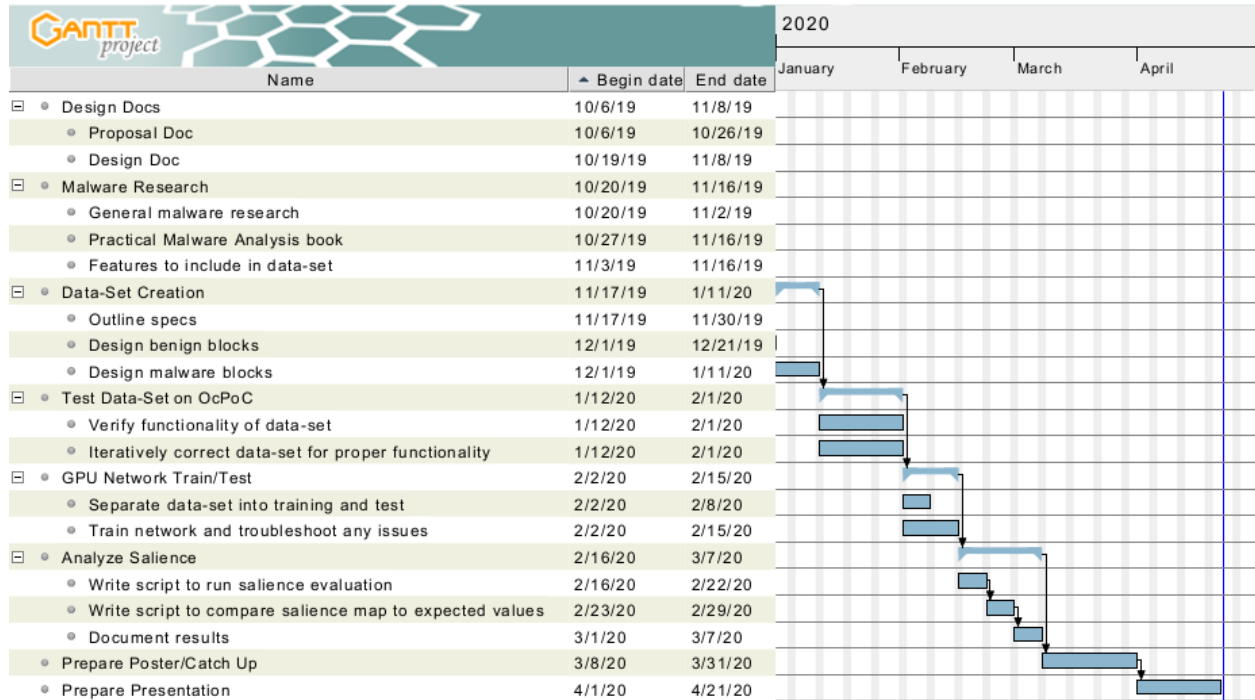 GANTT project
2020
Name Begin date End date January February March April
Design Docs 10/6/19 11/8/19
Proposal Doc 10/6/19 10/26/19
Design Doc 10/19/19 11/8/19
Malware Research 10/20/19 11/16/19
General malware research 10/20/19 11/2/19
Practical Malware Analysis book 10/27/19 11/16/19
Features to include in data-set 11/3/19 11/16/19
Data-Set Creation 11/17/19 1/11/20
Outline specs 11/17/19 11/30/19
Design benign blocks 12/1/19 12/21/19
Design malware blocks 12/1/19 1/11/20
Test Data-Set on OcPoC 1/12/20 2/1/20
Verify functionality of data-set 1/12/20 2/1/20
Iteratively correct data-set for proper functionality 1/12/20 2/1/20
GPU Network Train/Test 2/2/20 2/15/20
Separate data-set into training and test 2/2/20 2/8/20
Train network and troubleshoot any issues 2/2/20 2/15/20
Analyze Salience 2/16/20 3/7/20
Write script to run salience evaluation 2/16/20 2/22/20
Write script to compare salience map to expected values 2/23/20 2/29/20
Document results 3/1/20 3/7/20
Prepare Poster/Catch Up 3/8/20 3/31/20
Prepare Presentation 4/1/20 4/21/20